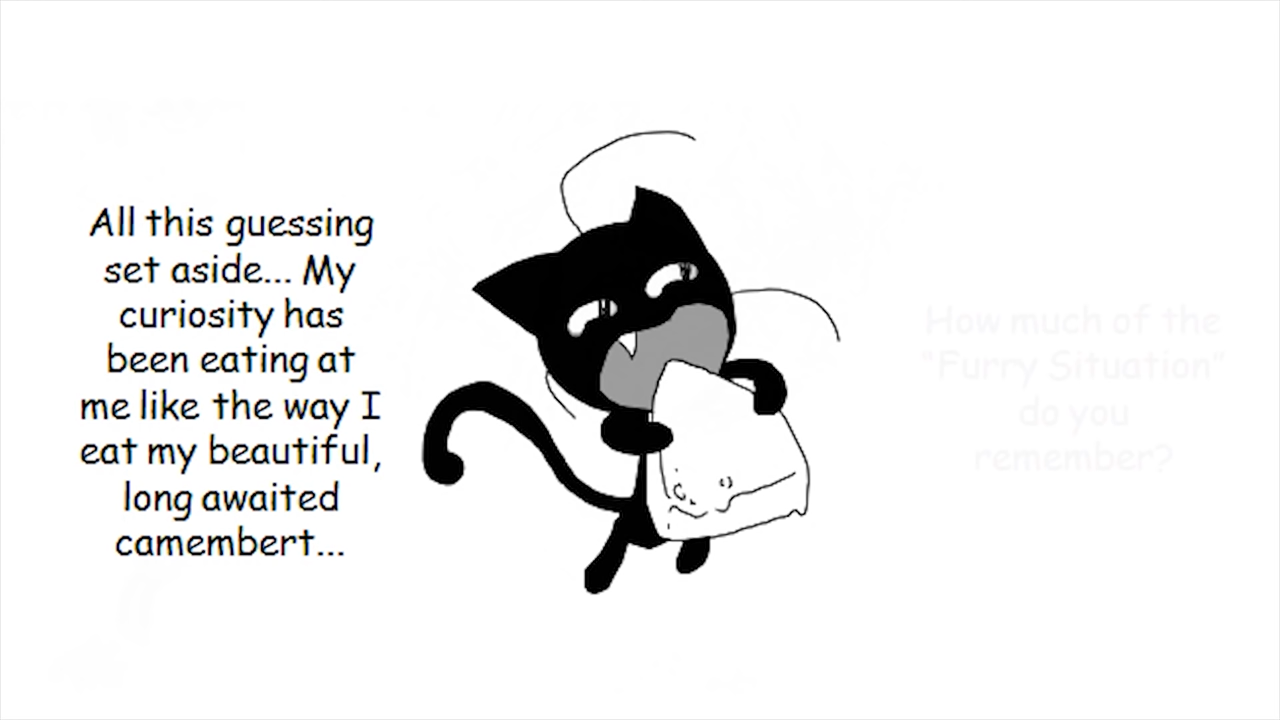 All this guessing
set aside... My
curiosity has
been eating at
me like the way I
eat my beautiful,
long awaited
camembert...
How much of the
"Furry Situation"
do you
remember?